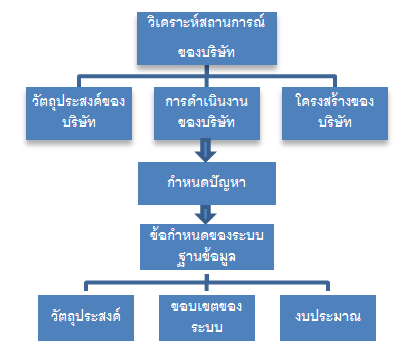 วิเคราะห์สถานการณ์
ของบริษัท
วัตถุประสงค์ของ
บริษัท
การดำเนินงาน
ของบริษัท
โครงสร้างของ
บริษัท
กำหนดปัญหา
ข้อกำหนดของระบบ
ฐานข้อมูล
วัตถุประสงค์
ขอบเขตของ
ระบบ
งบประมาณ